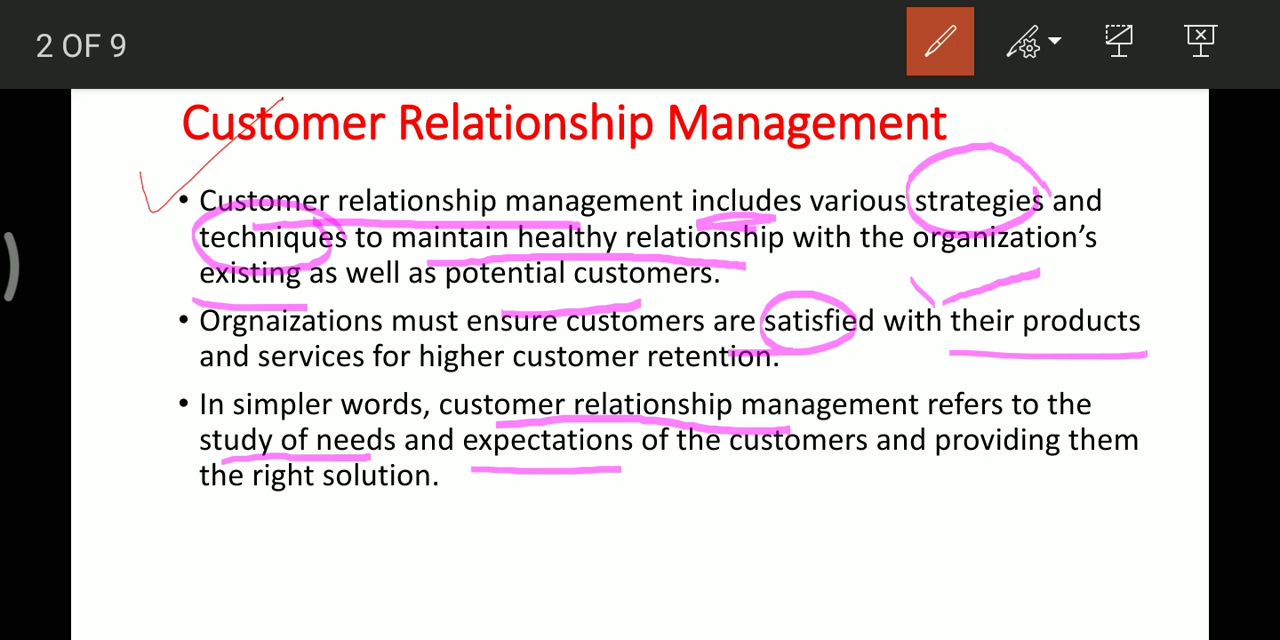 2 OF 9
Customer Relationship Management
• Customer relationship management includes various strategies and
techniques to maintain healthy relationship with the organization's
existing as well as potential customers.
• Orgnaizations must ensure customers are satisfied with their products
and services for higher customer retention.
• In simpler words, customer relationship management refers to the
study of needs and expectations of the customers and providing them
the right solution.